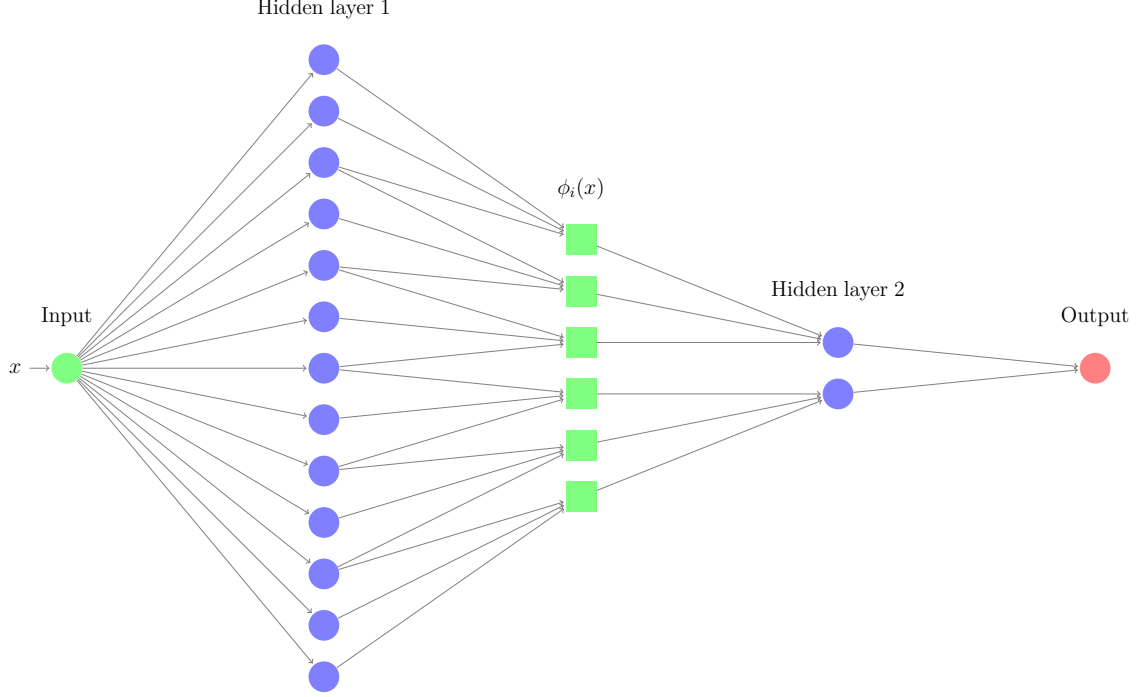 Hidden layer 1
ϕᵢ(x)
Hidden layer 2
Input
Output
x